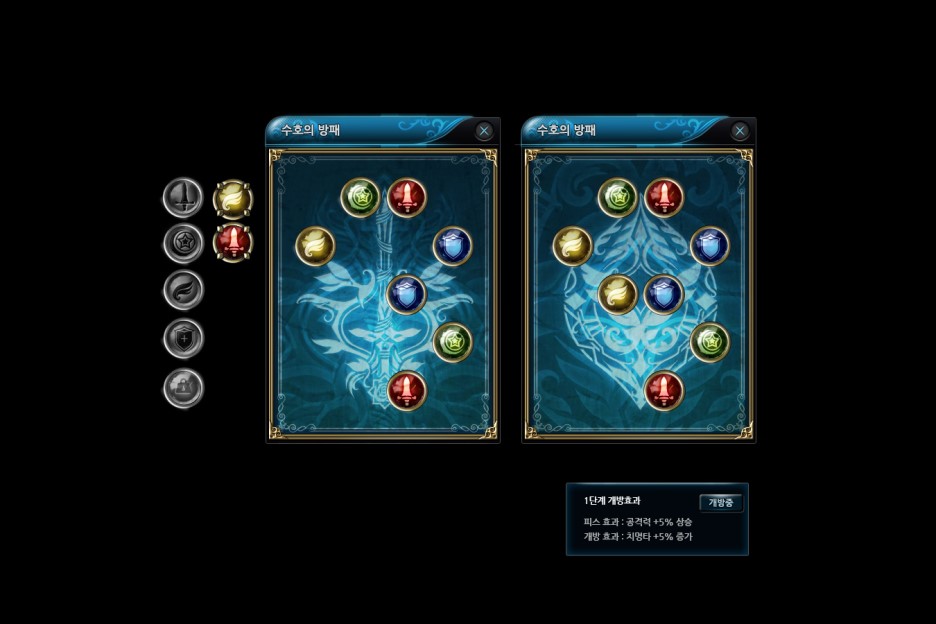 수호의 방패
수호의 방패
1단계 개방효과
개방중
피스 효과 : 공격력 +5% 상승
개방 효과 : 치명타 +5% 증가